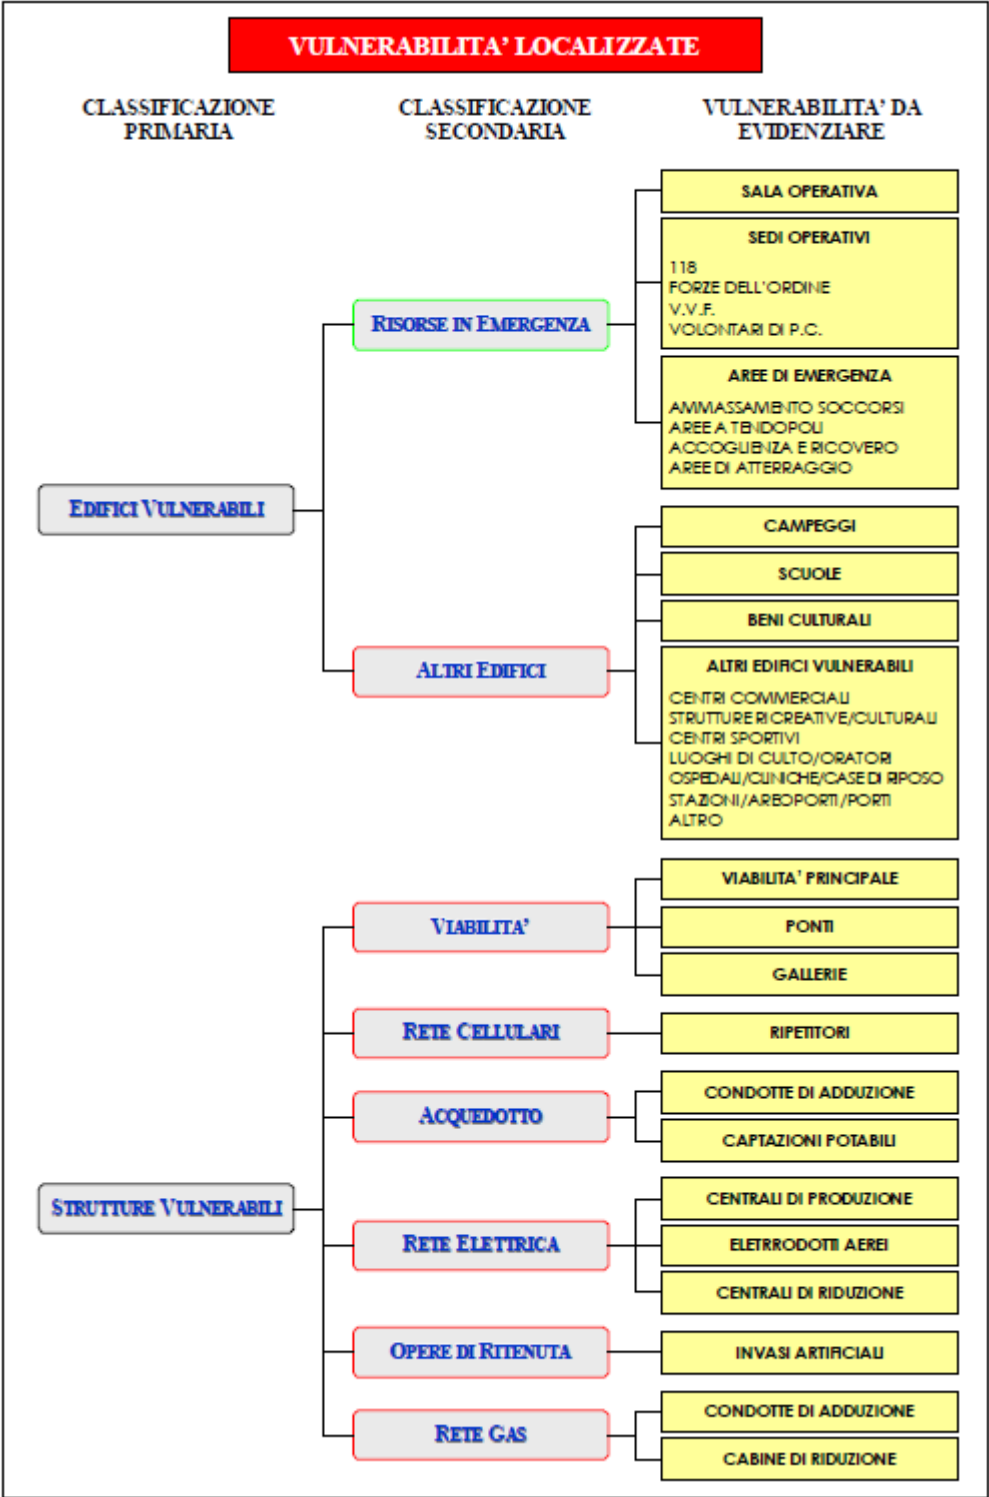 VULNERABILITA' LOCALIZZATE
CLASSIFICAZIONE
PRIMARIA
CLASSIFICAZIONE
SECONDARIA
VULNERABILITA' DA
EVIDENZIARE
EDIFICI VULNERABILI
RISORSE IN EMERGENZA
SALA OPERATIVA
SEDI OPERATIVI
118
FORZE DELL'ORDINE
V.V.F.
VOLONTARI DI P.C.
AREE DI EMERGENZA
AMMASSAMENTO SOCCORSI
AREE A TENDOPOLI
ACCOGLIENZA E RICOVERO
AREE DI ATTERRAGGIO
ALTRI EDIFICI
CAMPEGGI
SCUOLE
BENI CULTURALI
ALTRI EDIFICI VULNERABILI
CENTRI COMMERCIALI
STRUTTURE RICREATIVE/CULTURALI
CENTRI SPORTIVI
LUOGHI DI CULTO/ORATORI
OSPEDALI/CLINICHE/CASE DI RIPOSO
STAZIONI/AREOPORTI/PORTI
ALTRO
STRUTTURE VULNERABILI
VIABILITA'
VIABILITA' PRINCIPALE
PONTI
GALLERIE
RETE CELLULARI
RIPETITORI
ACQUEDOTTO
CONDOTTE DI ADDUZIONE
CAPTAZIONI POTABILI
RETE ELETTRICA
CENTRALI DI PRODUZIONE
ELETRRODOTTI AEREI
CENTRALI DI RIDUZIONE
OPERE DI RITENUTA
INVASI ARTIFICIALI
RETE GAS
CONDOTTE DI ADDUZIONE
CABINE DI RIDUZIONE